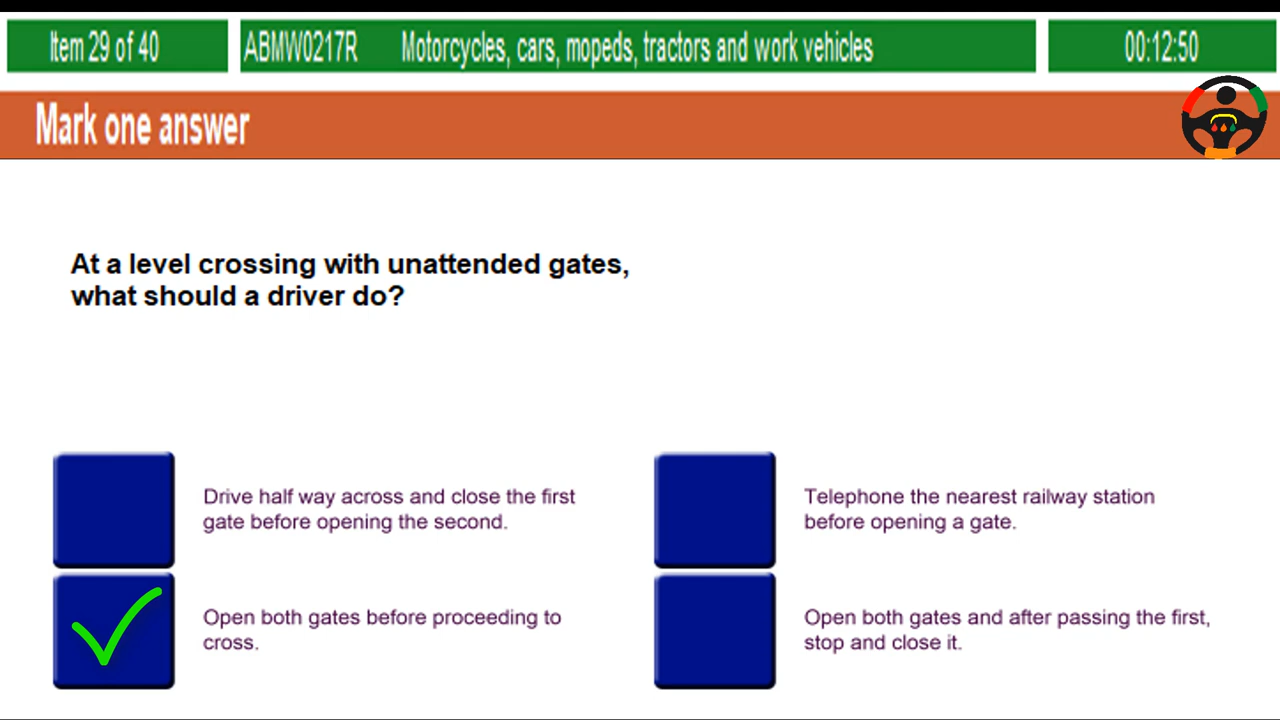 Item 29 of 40
ABMW0217R
Motorcycles, cars, mopeds, tractors and work vehicles
00:12:50
Mark one answer
At a level crossing with unattended gates,
what should a driver do?
Drive half way across and close the first
gate before opening the second.
Telephone the nearest railway station
before opening a gate.
Open both gates before proceeding to
cross.
Open both gates and after passing the first,
stop and close it.